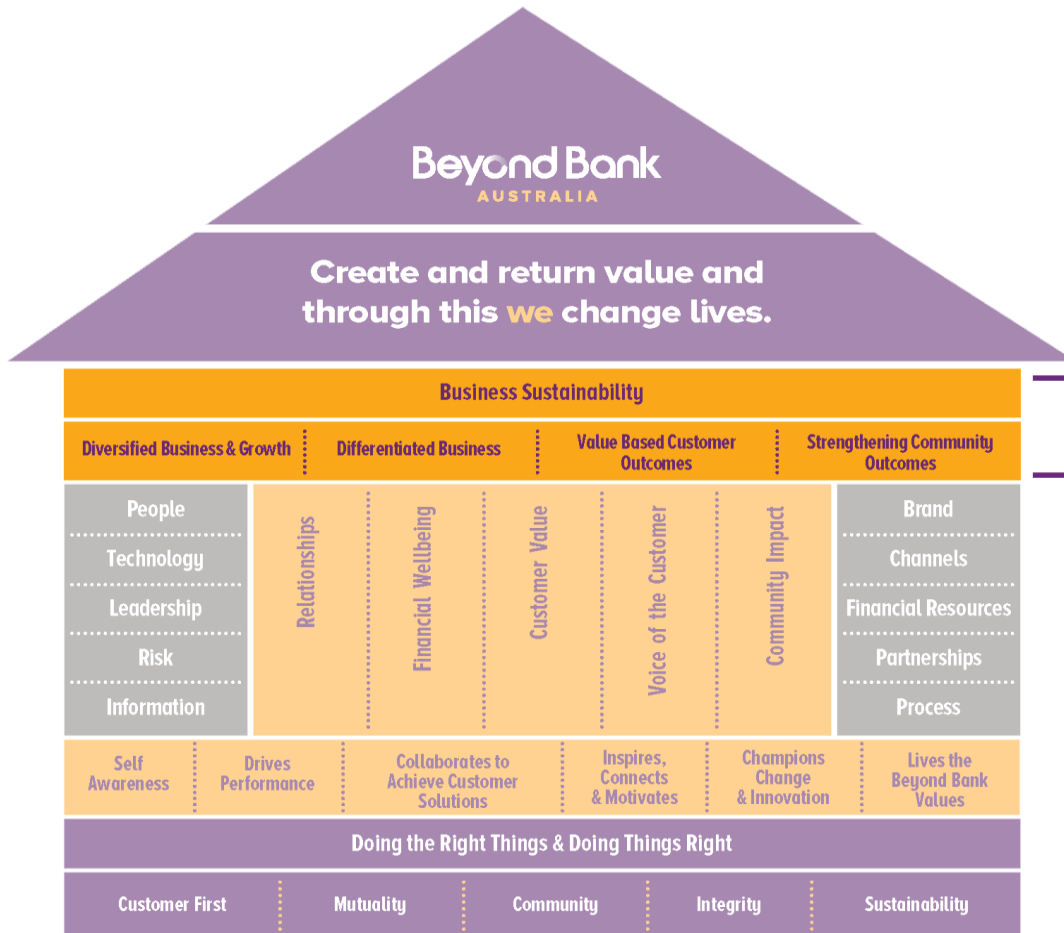 Beyond Bank
AUSTRALIA
Create and return value and
through this we change lives.
Business Sustainability
Diversified Business & Growth
Differentiated Business
Value Based Customer
Outcomes
Strengthening Community
Outcomes
People
Technology
Leadership
Risk
Information
Relationships
Financial Wellbeing
Customer Value
Voice of the Customer
Community Impact
Brand
Channels
Financial Resources
Partnerships
Process
Self
Awareness
Drives
Performance
Collaborates to
Achieve Customer
Solutions
Inspires,
Connects
& Motivates
Champions
Change
& Innovation
Lives the
Beyond Bank
Values
Doing the Right Things & Doing Things Right
Customer First
Mutuality
Community
Integrity
Sustainability